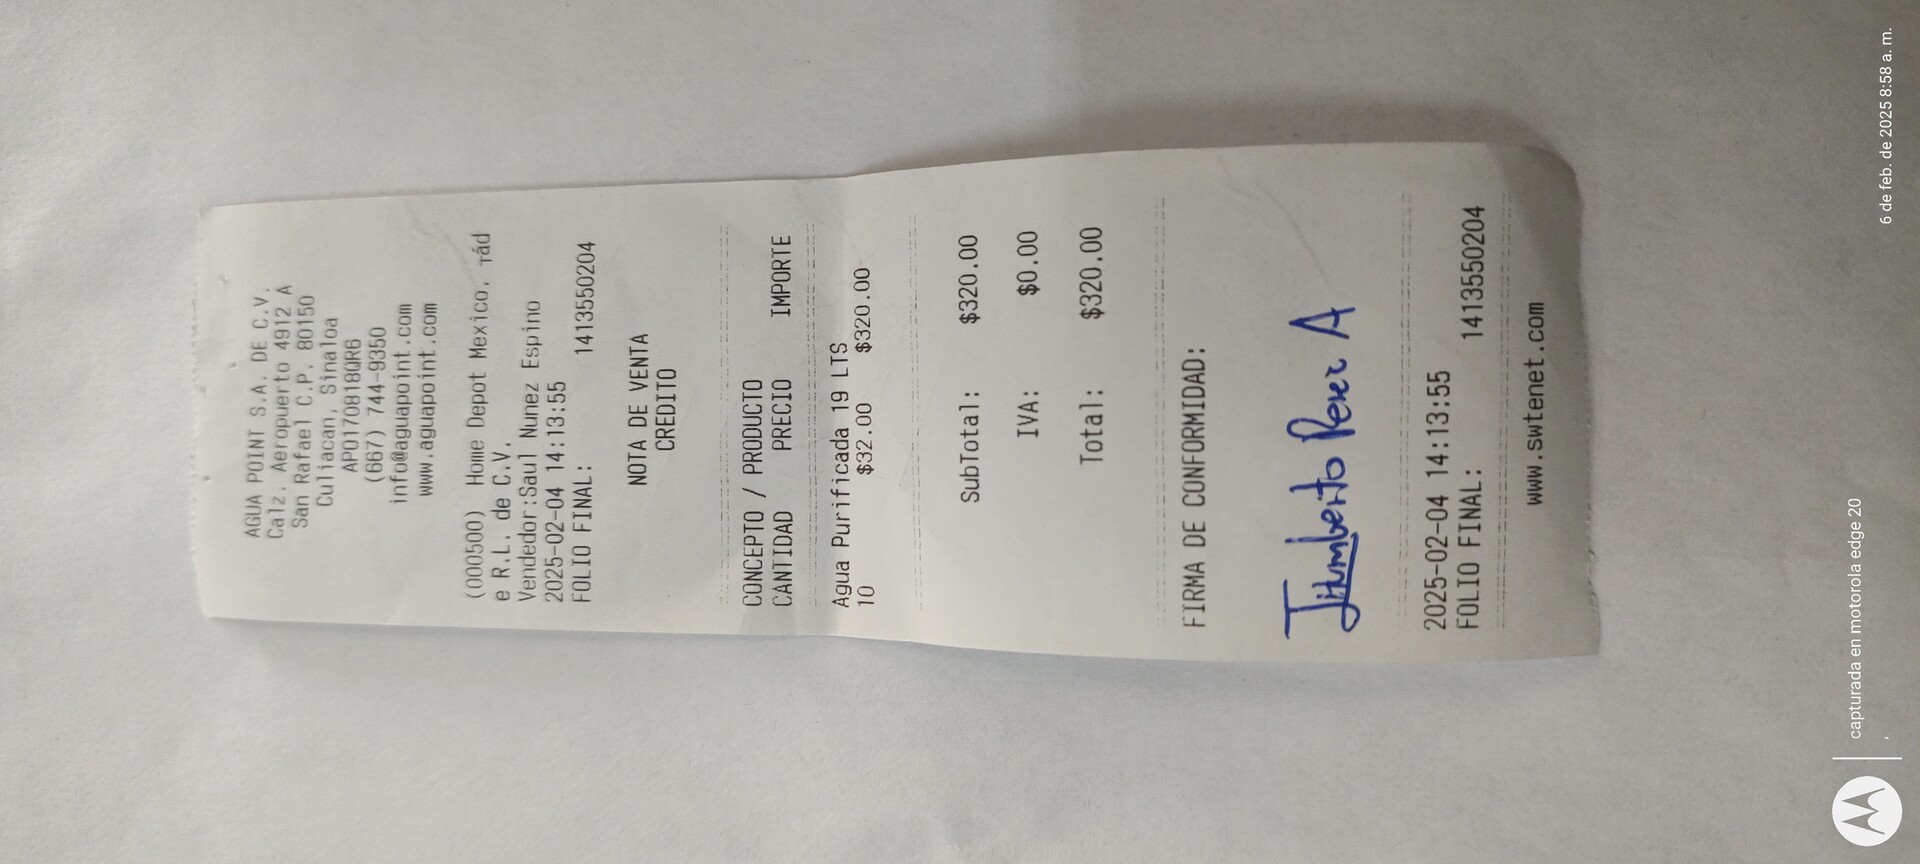 AGUA POINT S.A. DE C.V.
Calz. Aeropuerto 4912 A
San Rafael C.P. 80150
Culiacan, Sinaloa
APO170818QR6
(667) 744-9350
info@aguapoint.com
www.aguapoint.com
(000500) Home Depot Mexico, тád
e R.L. de C.V.
Vendedor:Saul Nunez Espino
2025-02-04 14:13:55
FOLIO FINAL: 1413550204
NOTA DE VENTA
CREDITO
CONCEPTO / PRODUCTO
CANTIDAD PRECIO IMPORTE
Agua Purificada 19 LTS
10 $32.00 $320.00
SubTotal: $320.00
IVA: $0.00
Total: $320.00
FIRMA DE CONFORMIDAD:
Humberto Perez A
2025-02-04 14:13:55
FOLIO FINAL: 1413550204
www.swtenet.com
capturada en motorola edge 20
,
6 de feb. de 2025 8:58 a. m.